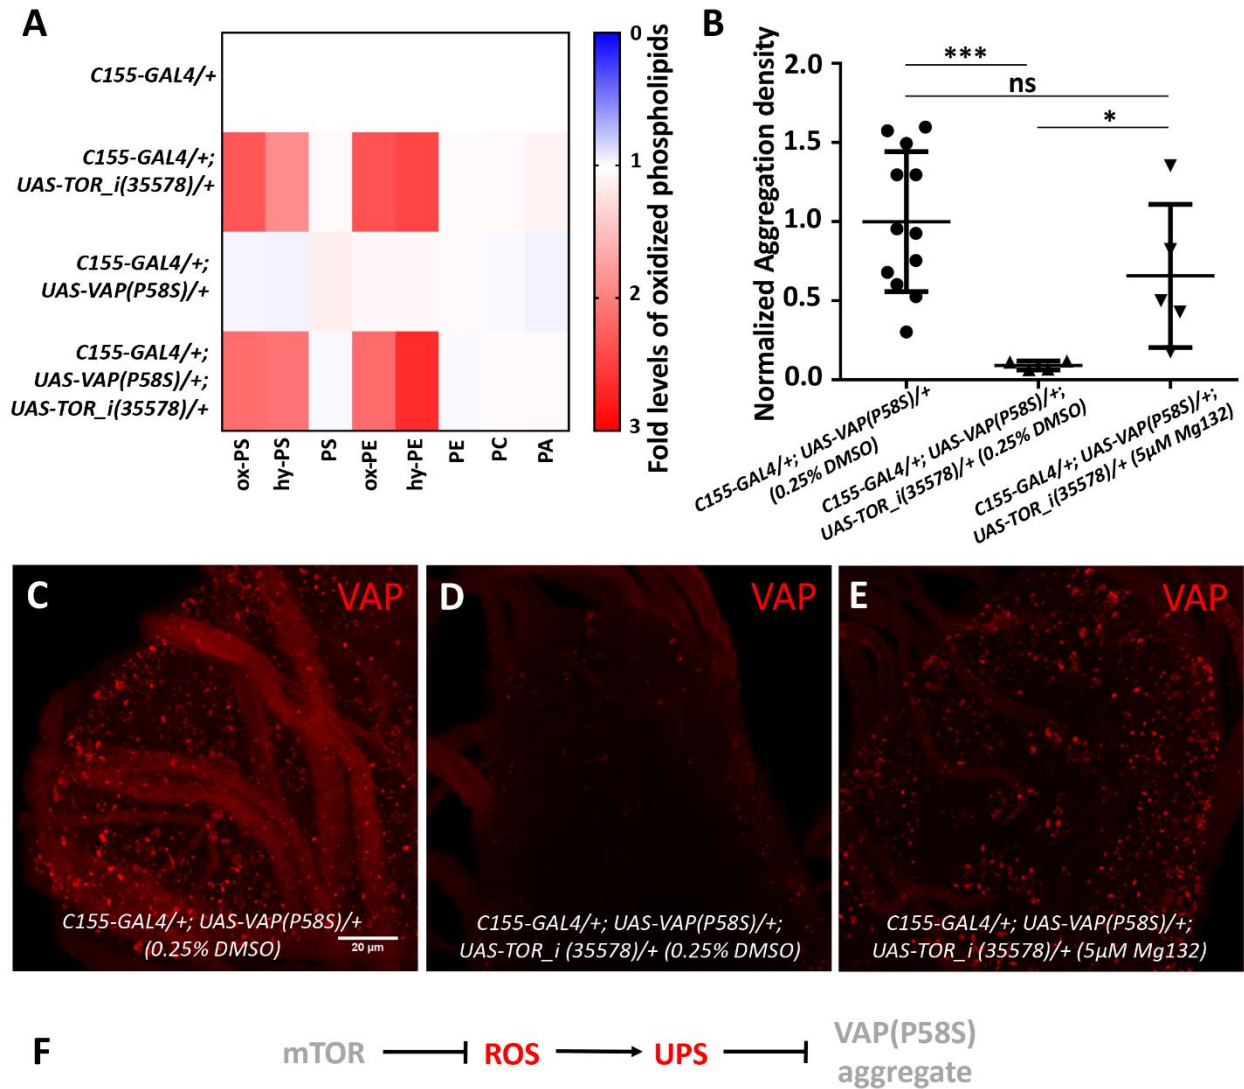 A
C155-GAL4/+
C155-GAL4/+;
UAS-TOR_i(35578)/+
C155-GAL4/+;
UAS-VAP(P58S)/+
C155-GAL4/+;
UAS-VAP(P58S)/+;
UAS-TOR_i(35578)/+
ox-PS
hy-PS
PS
ox-PE
hy-PE
PE
PC
PA
0
1
2
3
Fold levels of oxidized phospholipids
B
Normalized Aggregation density
2.0
1.5
1.0
0.5
0.0
***
ns
*
C155-GAL4/+; UAS-VAP(P58S)/+
(0.25% DMSO)
C155-GAL4/+; UAS-VAP(P58S)/+;
UAS-TOR_i(35578)/+ (0.25% DMSO)
C155-GAL4/+; UAS-VAP(P58S)/+;
UAS-TOR_i(35578)/+ (5μM Mg132)
C
VAP
C155-GAL4/+; UAS-VAP(P58S)/+
(0.25% DMSO)
20 μm
D
VAP
C155-GAL4/+; UAS-VAP(P58S)/+;
UAS-TOR_i (35578)/+ (0.25% DMSO)
E
VAP
C155-GAL4/+; UAS-VAP(P58S)/+;
UAS-TOR_i (35578)/+ (5μM Mg132)
F
mTOR
ROS
UPS
VAP(P58S)
aggregate